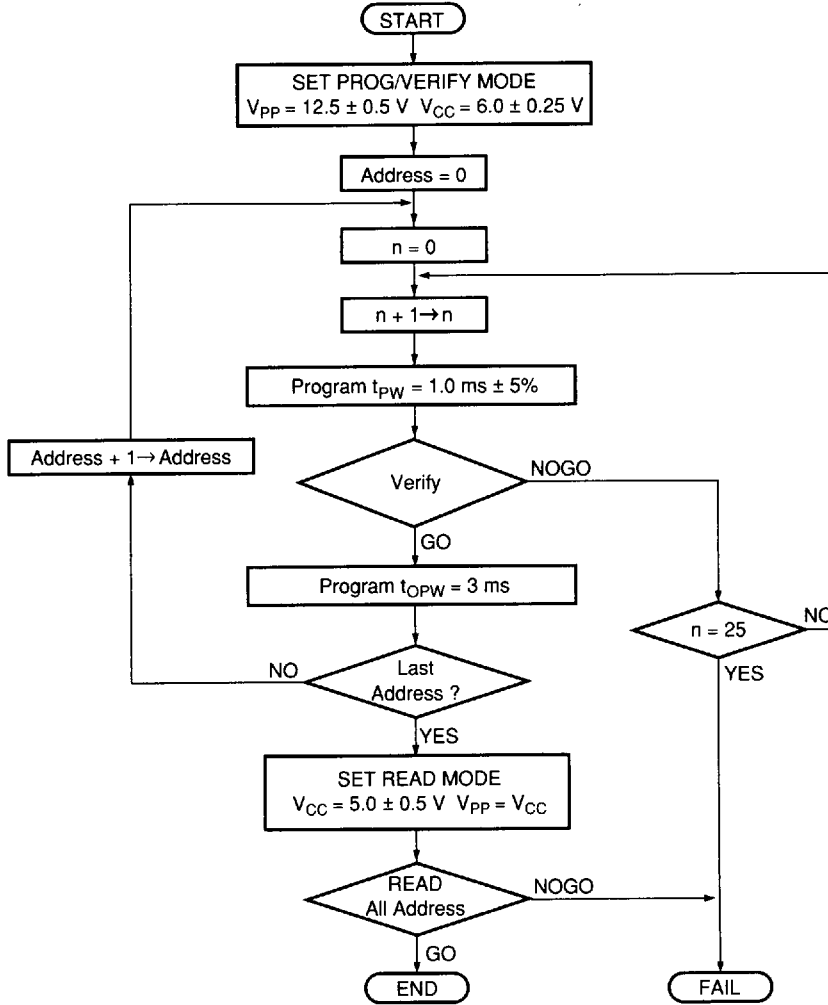 START
SET PROG/VERIFY MODE
V_PP = 12.5 ± 0.5 V V_CC = 6.0 ± 0.25 V
Address = 0
n = 0
n + 1→n
Program t_PW = 1.0 ms ± 5%
Address + 1→Address
Verify
NOGO
GO
Program t_OPW = 3 ms
n = 25
NO
YES
NO
Last
Address ?
YES
SET READ MODE
V_CC = 5.0 ± 0.5 V V_PP = V_CC
READ
All Address
NOGO
GO
END
FAIL